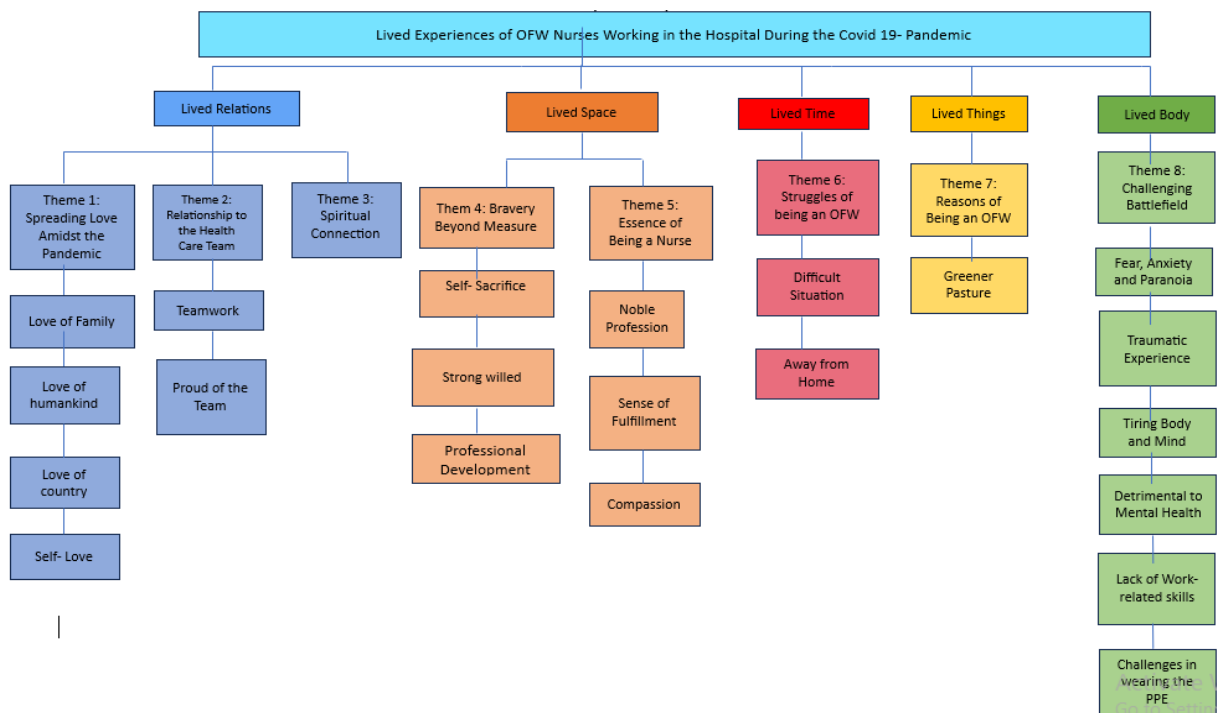 Lived Experiences of OFW Nurses Working in the Hospital During the Covid 19- Pandemic
Lived Relations
Lived Space
Lived Time
Lived Things
Lived Body
Theme 1:
Spreading Love
Amidst the
Pandemic
Love of Family
Love of
humankind
Love of
country
Self- Love
Theme 2:
Relationship to
the Health
Care Team
Teamwork
Proud of the
Team
Theme 3:
Spiritual
Connection
Them 4: Bravery
Beyond Measure
Self- Sacrifice
Strong willed
Professional
Development
Theme 5:
Essence of
Being a Nurse
Noble
Profession
Sense of
Fulfillment
Compassion
Theme 6:
Struggles of
being an OFW
Difficult
Situation
Away from
Home
Theme 7:
Reasons of
Being an OFW
Greener
Pasture
Theme 8:
Challenging
Battlefield
Fear, Anxiety
and Paranoia
Traumatic
Experience
Tiring Body
and Mind
Detrimental to
Mental Health
Lack of Work-
related skills
Challenges in
wearing the
PPE
Activate
Go to Setting